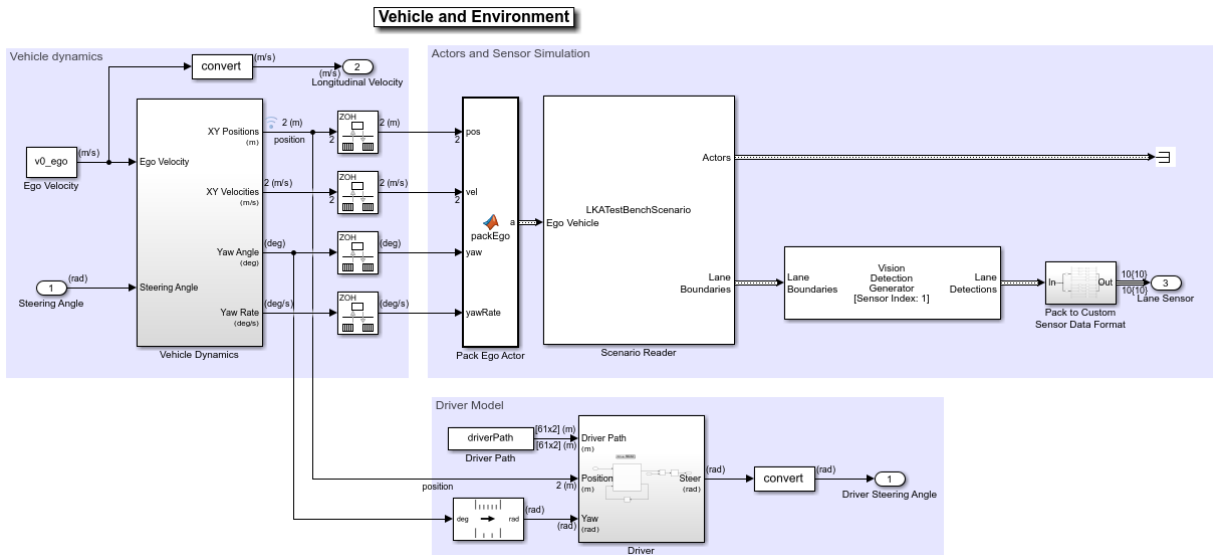 Vehicle and Environment
Vehicle dynamics
convert
(m/s)
(m/s)
2
Longitudinal Velocity
v0_ego
(m/s)
Ego Velocity
1
(rad)
Steering Angle
Ego Velocity
Steering Angle
XY Positions
(m)
XY Velocities
(m/s)
Yaw Angle
(deg)
Yaw Rate
(deg/s)
Vehicle Dynamics
2 (m)
position
2
ZOH
2 (m)
2 (m/s)
2
ZOH
2 (m/s)
(deg)
ZOH
(deg)
(deg/s)
ZOH
(deg/s)
Actors and Sensor Simulation
pos
2
vel
2
yaw
yawRate
packEgo
a
Pack Ego Actor
Ego Vehicle
LKATestBenchScenario
Actors
Lane
Boundaries
Scenario Reader
Lane
Boundaries
Vision
Detection
Generator
[Sensor Index: 1]
Lane
Detections
In
Out
Pack to Custom
Sensor Data Format
10{10}
10{10}
3
Lane Sensor
Driver Model
driverPath
Driver Path
[61x2] (m)
[61x2] (m)
position
2 (m)
deg
rad
(rad)
(rad)
Driver Path
(m)
Position
(m)
Yaw
(rad)
Steer
(rad)
Driver
(rad)
convert
(rad)
1
Driver Steering Angle